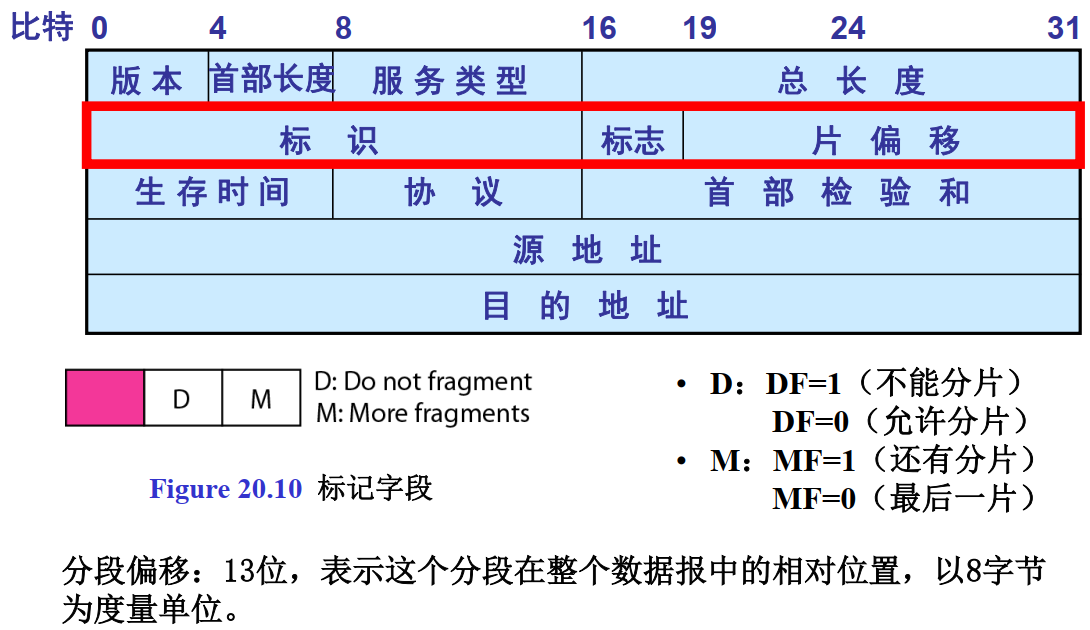 比特 0 4 8 16 19 24 31
版本 首部长度 服务类型 总长度
标识 标志 片偏移
生存时间 协议 首部检验和
源地址
目的地址
D M
D: Do not fragment
M: More fragments
Figure 20.10 标记字段
• D：DF=1（不能分片）
DF=0（允许分片）
• M：MF=1（还有分片）
MF=0（最后一片）
分段偏移：13位，表示这个分段在整个数据报中的相对位置，以8字节
为度量单位。